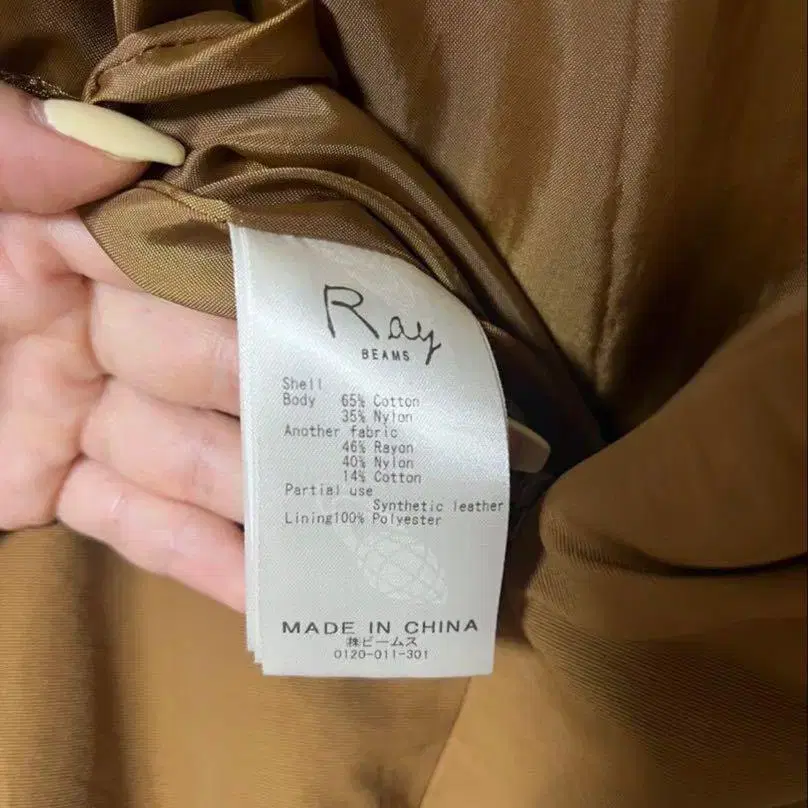 Ray
BEAMS
Shell
Body 65% Cotton
35% Nylon
Another fabric
46% Rayon
40% Nylon
14% Cotton
Partial use
Synthetic leather
Lining100% Polyester
MADE IN CHINA
㈱ビームス
0120-011-301